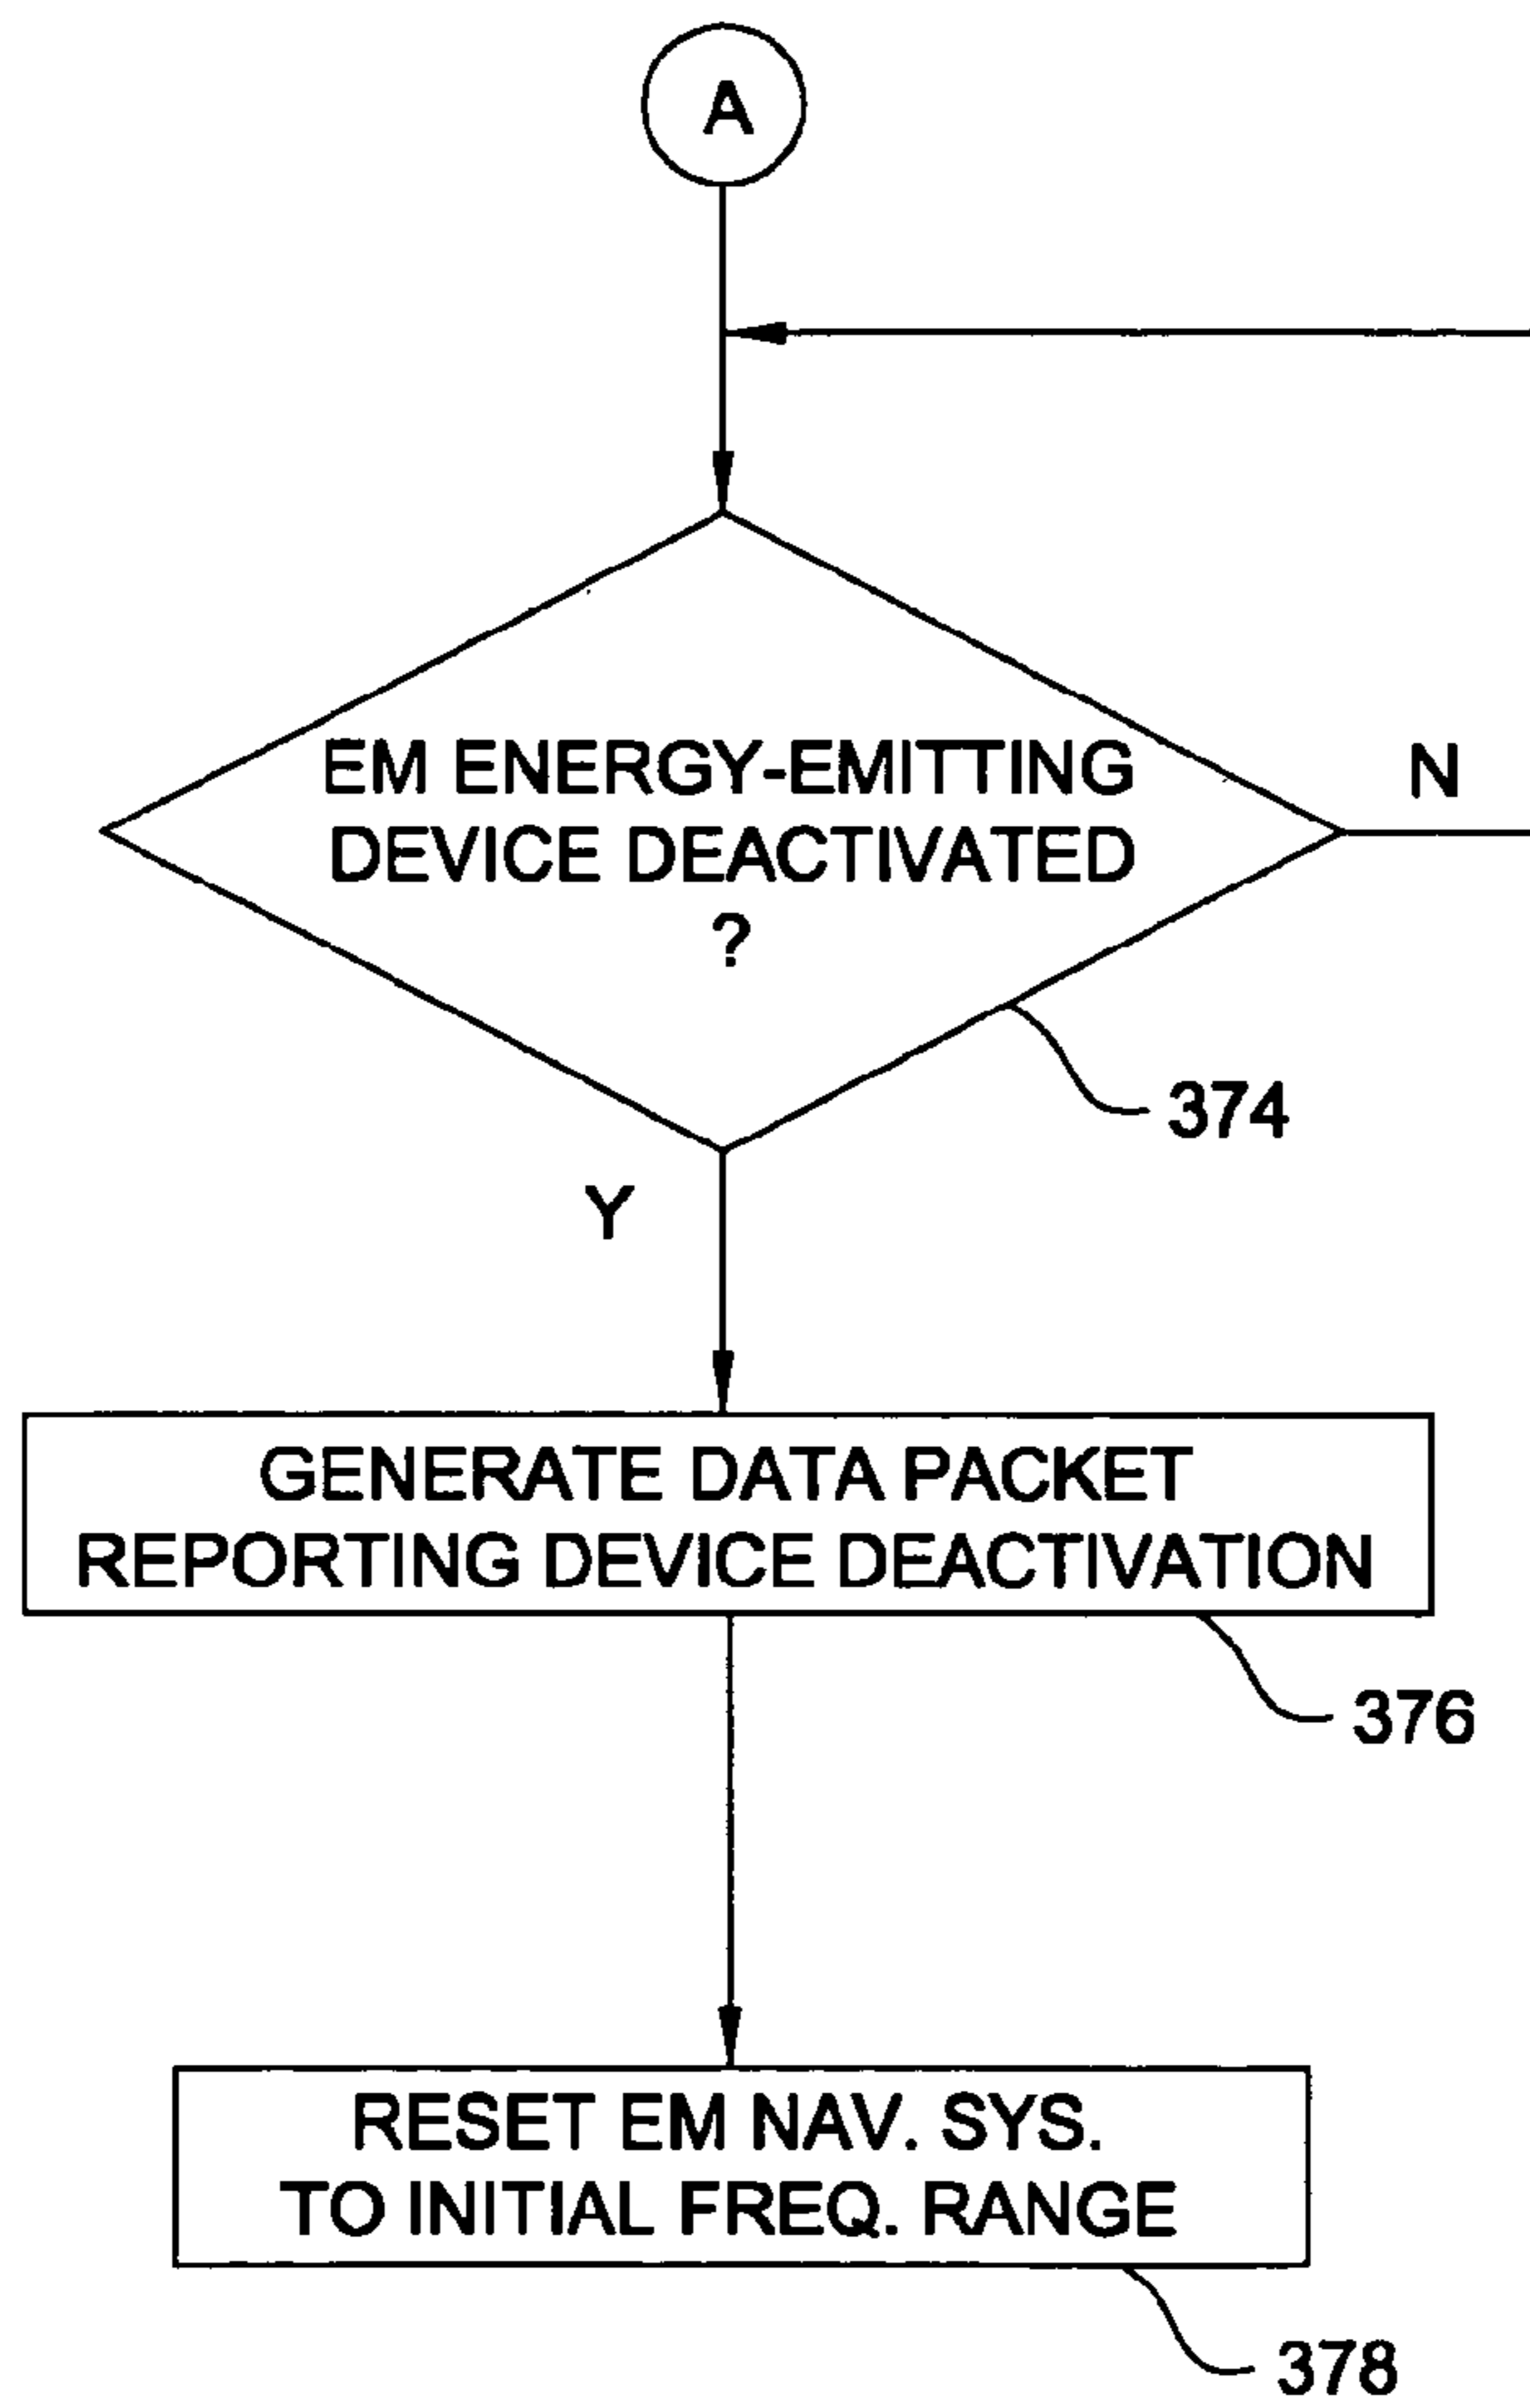 A
EM ENERGY-EMITTING
DEVICE DEACTIVATED
?
N
374
Y
GENERATE DATA PACKET
REPORTING DEVICE DEACTIVATION
376
RESET EM NAV. SYS.
TO INITIAL FREQ. RANGE
378